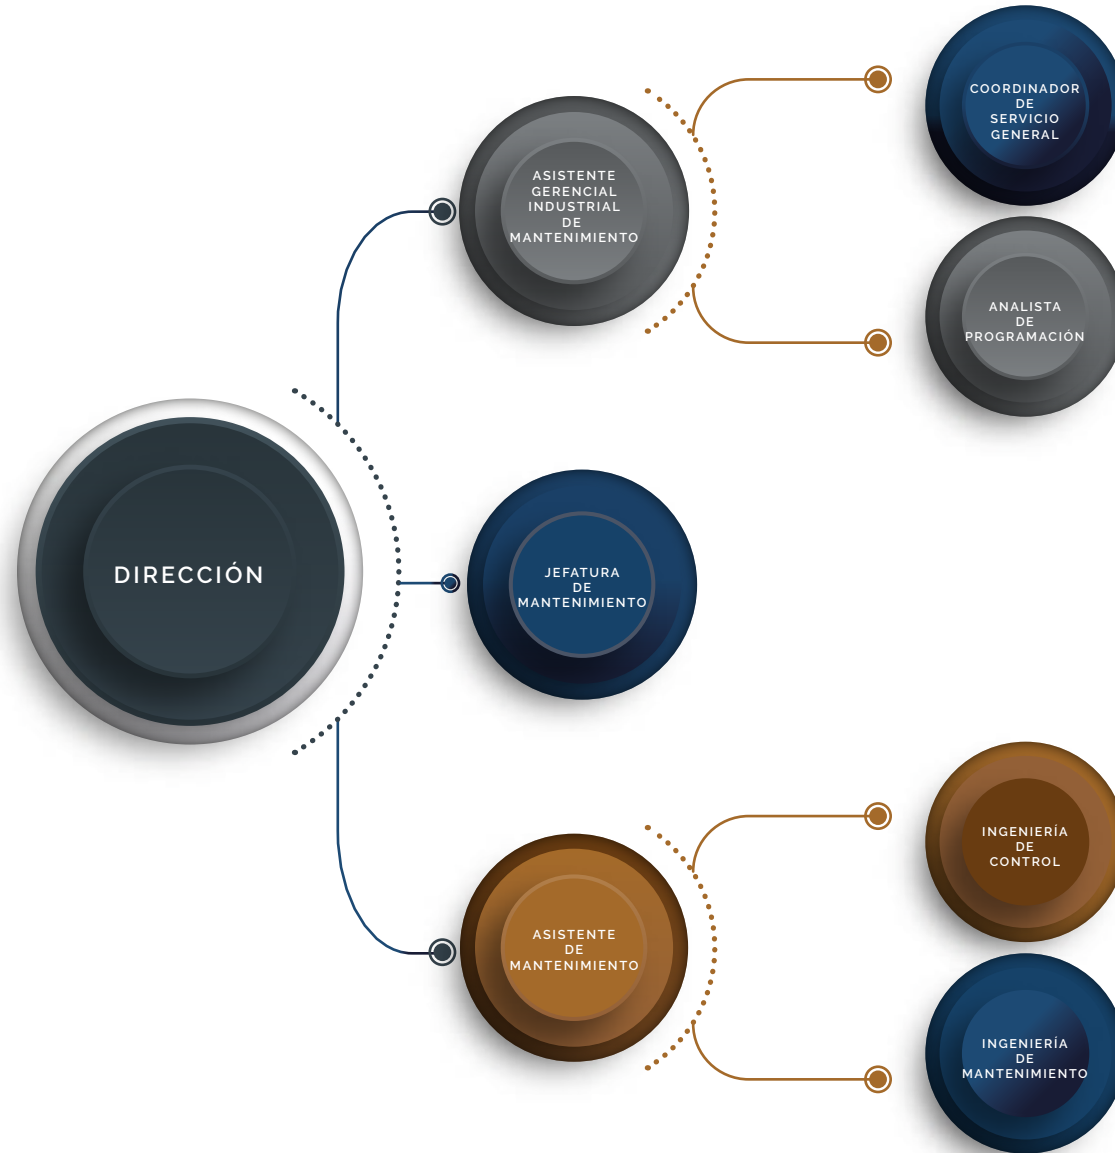 COORDINADOR
DE
SERVICIO
GENERAL
ASISTENTE
GERENCIAL
INDUSTRIAL
DE
MANTENIMIENTO
ANALISTA
DE
PROGRAMACIÓN
DIRECCIÓN
JEFATURA
DE
MANTENIMIENTO
INGENIERÍA
DE
CONTROL
ASISTENTE
DE
MANTENIMIENTO
INGENIERÍA
DE
MANTENIMIENTO